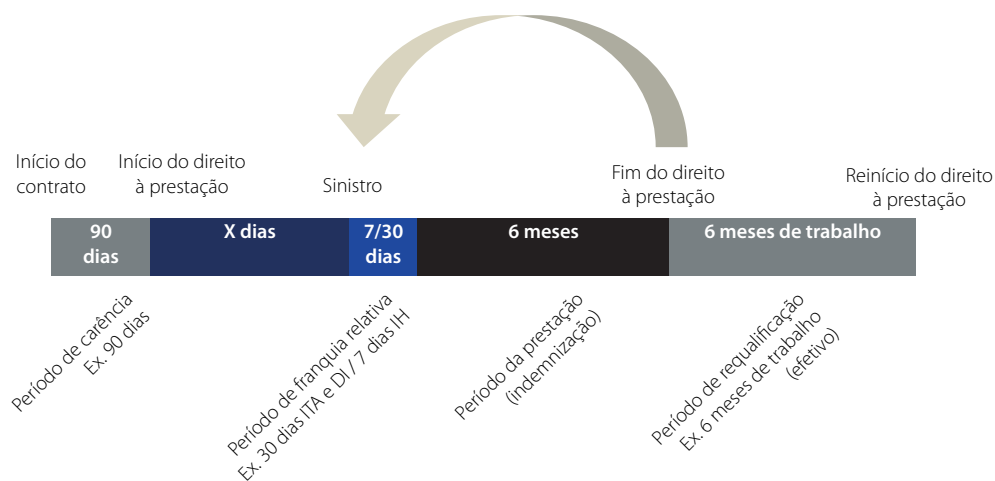 Início do
contrato
Início do direito
à prestação
Sinistro
Fim do direito
à prestação
Reinício do direito
à prestação
90
dias
X dias
7/30
dias
6 meses
6 meses de trabalho
Período de carência
Ex. 90 dias
Período de franquia relativa
Ex. 30 dias ITA e DI / 7 dias IH
Período da prestação
(indemnização)
Período de requalificação
Ex. 6 meses de trabalho
(efetivo)